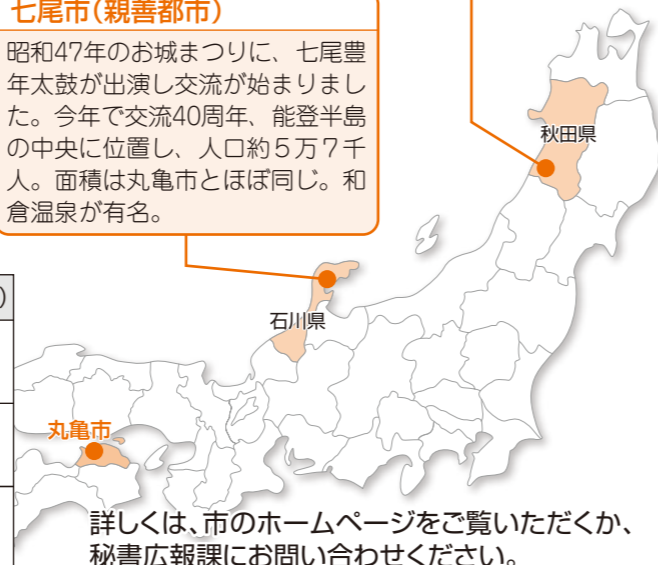 七尾市(親善都市)
昭和47年のお城まつりに、七尾豊
年太鼓が出演し交流が始まりまし
た。今年で交流40周年、能登半島
の中央に位置し、人口約5万7千
人。面積は丸亀市とほぼ同じ。和
倉温泉が有名。
秋田県
石川県
)
丸亀市
詳しくは、市のホームページをご覧いただくか、
秘書広報課にお問い合わせください。